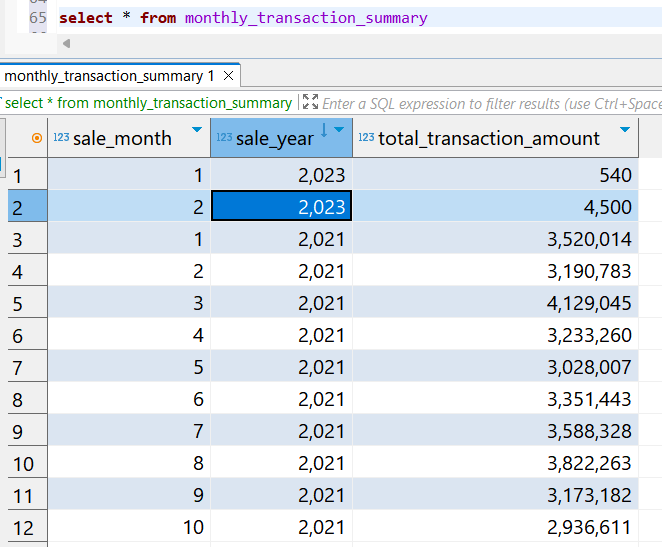 65 select * from monthly_transaction_summary
monthly_transaction_summary 1
select * from monthly_transaction_summary Enter a SQL expression to filter results (use Ctrl+Space
123 sale_month 123 sale_year 123 total_transaction_amount
1 1 2,023 540
2 2 2,023 4,500
3 1 2,021 3,520,014
4 2 2,021 3,190,783
5 3 2,021 4,129,045
6 4 2,021 3,233,260
7 5 2,021 3,028,007
8 6 2,021 3,351,443
9 7 2,021 3,588,328
10 8 2,021 3,822,263
11 9 2,021 3,173,182
12 10 2,021 2,936,611